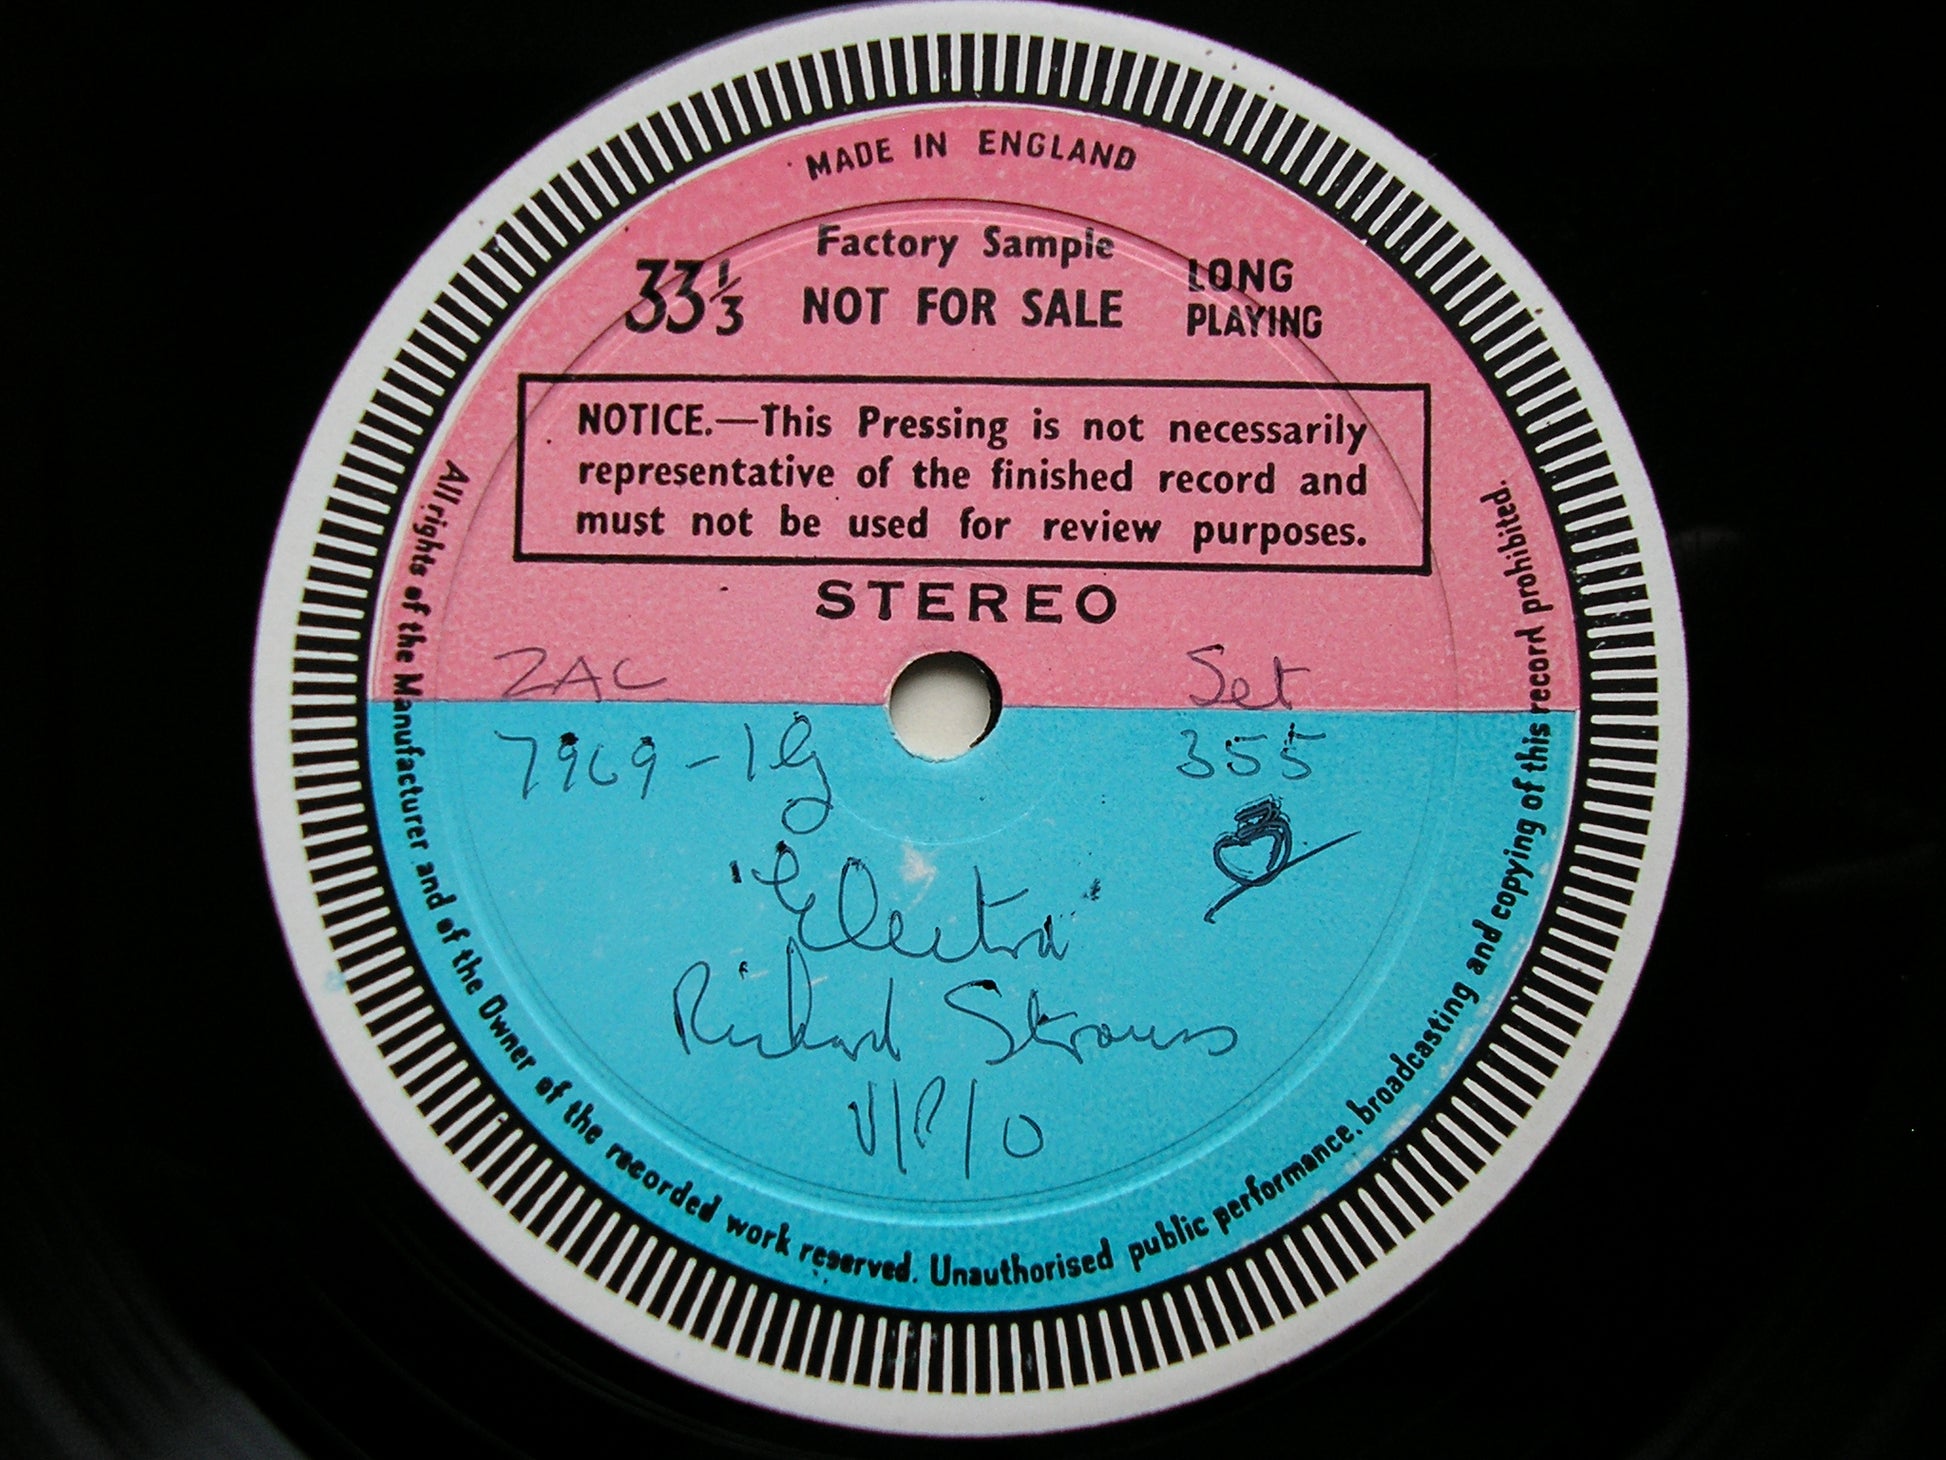 MADE IN ENGLAND
Factory Sample
33⅓ NOT FOR SALE LONG PLAYING
NOTICE.—This Pressing is not necessarily
representative of the finished record and
must not be used for review purposes.
STEREO
ZAL Set
7969-1G 355
"Electra"
Richard Strauss
V/P/O
All rights of the Manufacturer and of the Owner of the recorded work reserved. Unauthorised public performance, broadcasting and copying of this record prohibited.